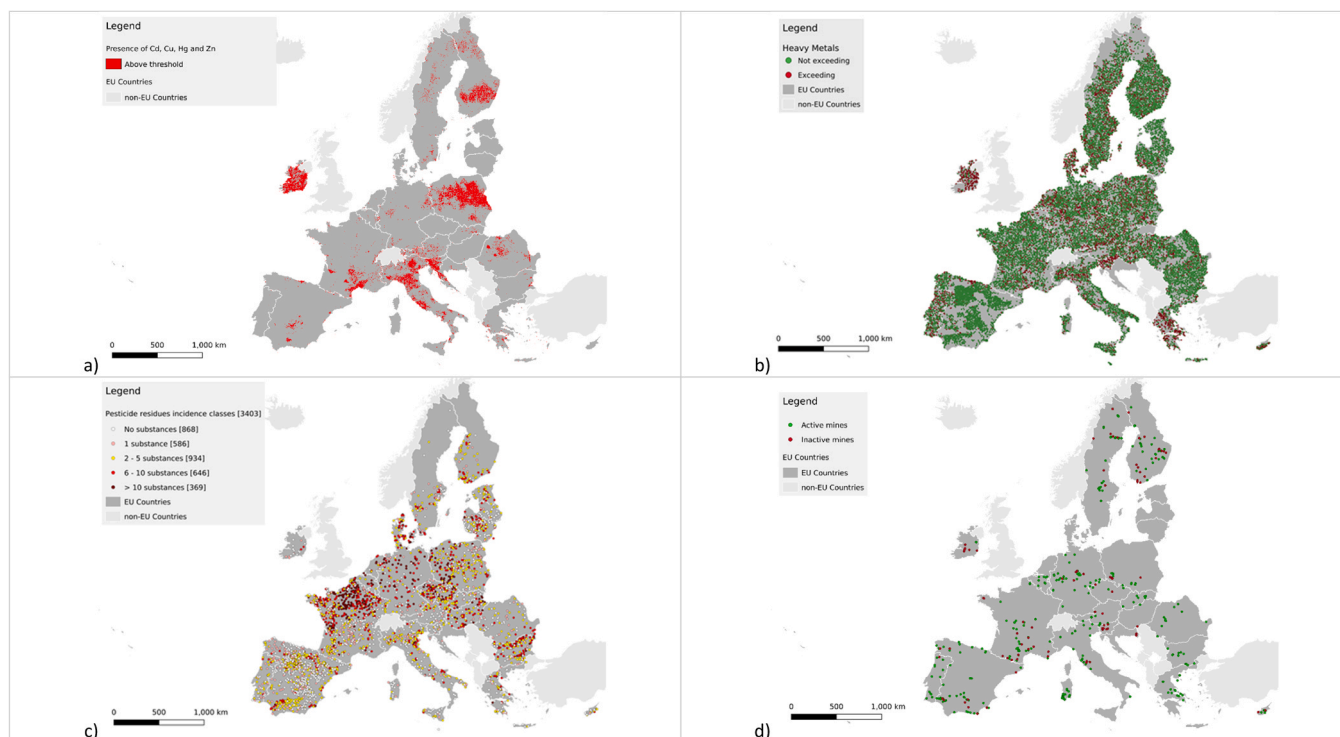 Legend
Presence of Cd, Cu, Hg and Zn
Above threshold
EU Countries
non-EU Countries
0 500 1,000 km
a)
Legend
Heavy Metals
Not exceeding
Exceeding
EU Countries
non-EU Countries
0 500 1,000 km
b)
Legend
Pesticide residues incidence classes [3403]
No substances [868]
1 substance [586]
2 - 5 substances [934]
6 - 10 substances [646]
> 10 substances [369]
EU Countries
non-EU Countries
0 500 1,000 km
c)
Legend
Active mines
Inactive mines
EU Countries
EU Countries
non-EU Countries
0 500 1,000 km
d)